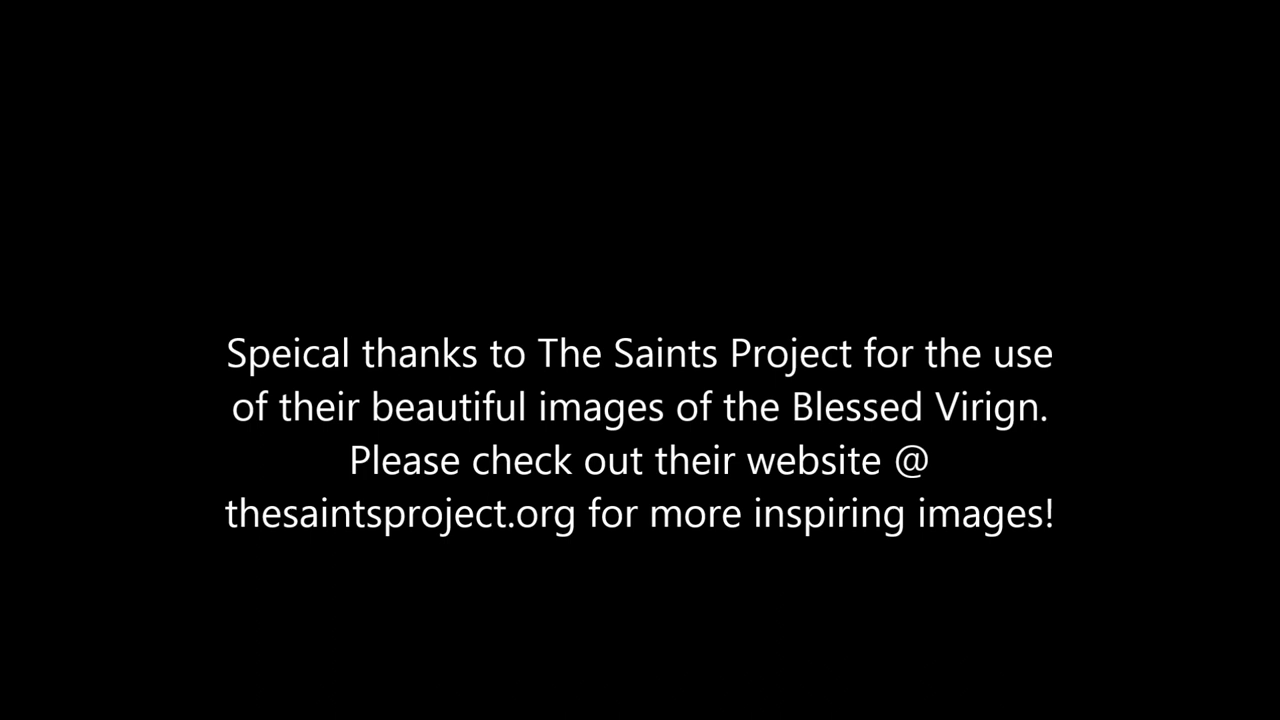 Speical thanks to The Saints Project for the use
of their beautiful images of the Blessed Virign.
Please check out their website @
thesaintsproject.org for more inspiring images!